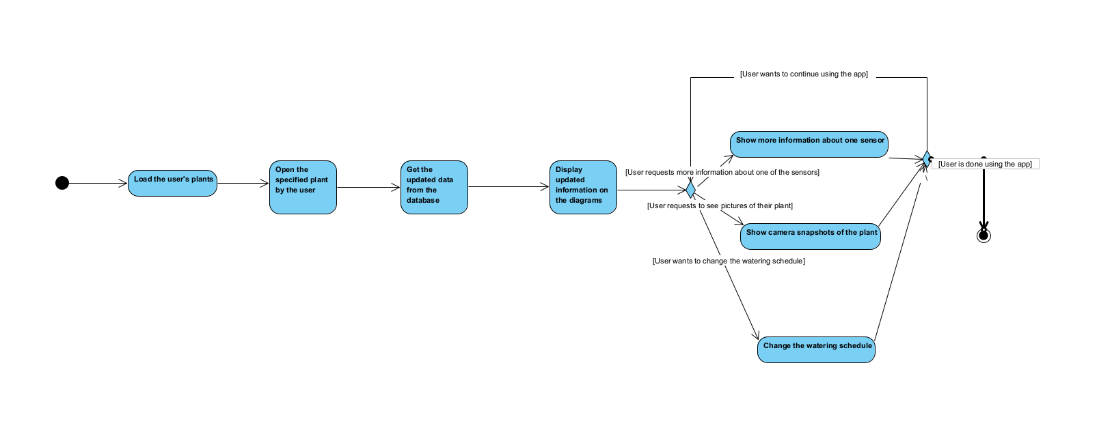 [User wants to continue using the app]
Show more information about one sensor
[User is done using the app]
[User requests more information about one of the sensors]
Load the user's plants
Open the
specified plant
by the user
Get the
updated data
from the
database
Display
updated
information on
the diagrams
[User requests to see pictures of their plant]
Show camera snapshots of the plant
[User wants to change the watering schedule]
Change the watering schedule